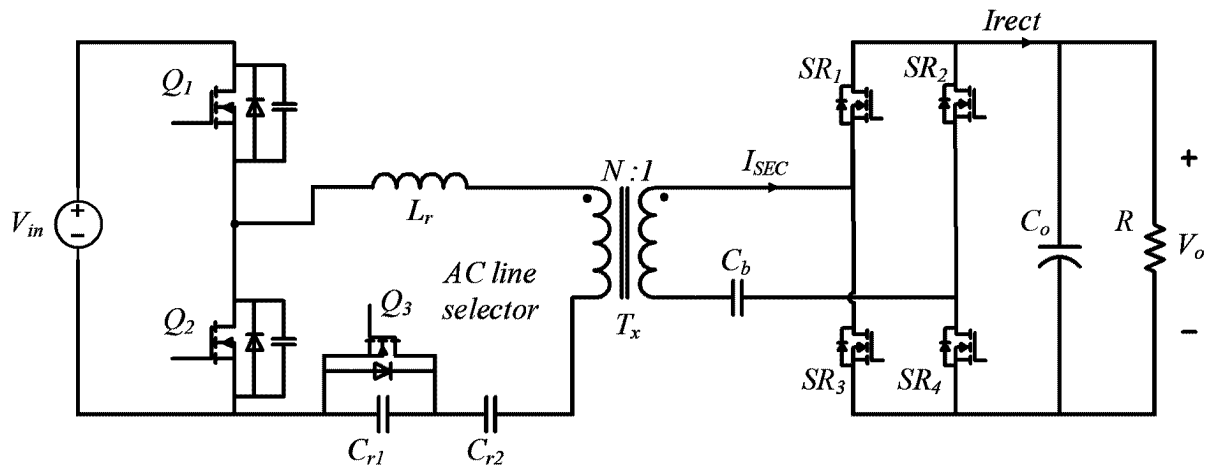 Irect
Q1
SR1
SR2
N:1
ISEC
+
Lr
Vin
+
−
Co
R
Vo
Cb
AC line
selector
Q3
Tx
Q2
−
SR3
SR4
Cr1
Cr2